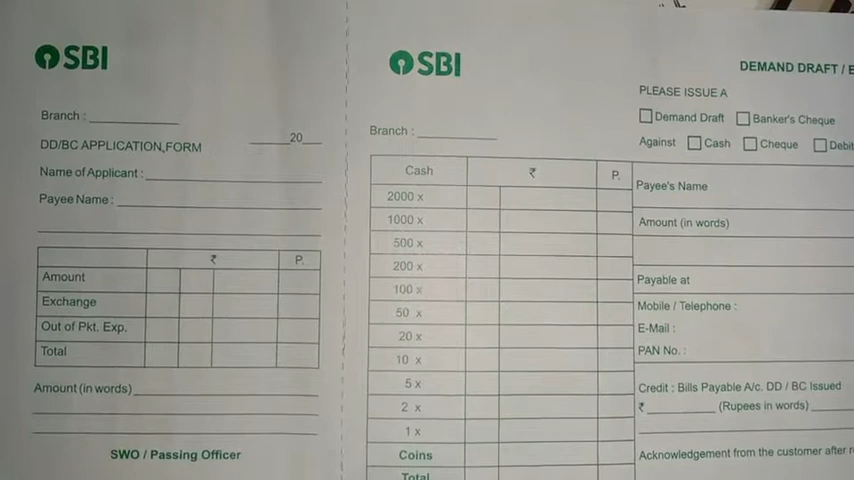 SBI
Branch :
DD/BC APPLICATION FORM 20
Name of Applicant :
Payee Name :
₹ P.
Amount
Exchange
Out of Pkt. Exp.
Total
Amount (in words)
SWO / Passing Officer
SBI
Branch :
Cash ₹ P.
2000 x
1000 x
500 x
200 x
100 x
50 x
20 x
10 x
5 x
2 x
1 x
Coins
Total
DEMAND DRAFT /
PLEASE ISSUE A
Demand Draft Banker's Cheque
Against Cash Cheque Debit
Payee's Name
Amount (in words)
Payable at
Mobile / Telephone :
E-Mail :
PAN No. :
Credit : Bills Payable A/c. DD / BC Issued
₹ (Rupees in words)
Acknowledgement from the customer after